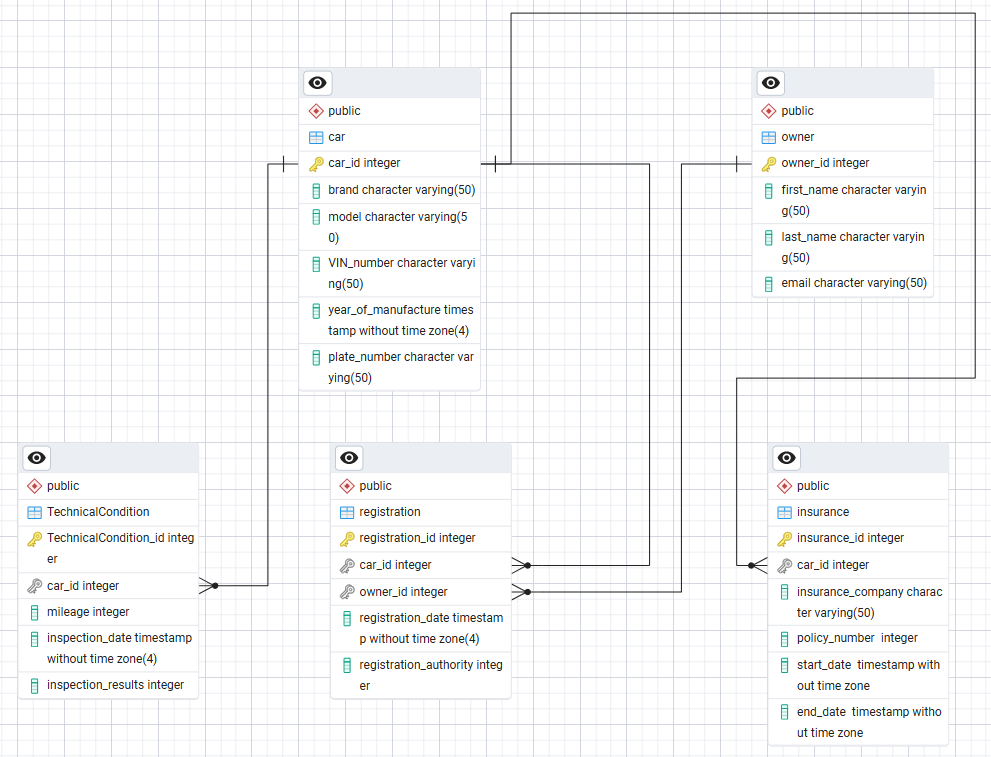 public
car
car_id integer
brand character varying(50)
model character varying(5
0)
VIN_number character varyi
ng(50)
year_of_manufacture times
tamp without time zone(4)
plate_number character var
ying(50)
public
owner
owner_id integer
first_name character varyin
g(50)
last_name character varyin
g(50)
email character varying(50)
public
TechnicalCondition
TechnicalCondition_id integ
er
car_id integer
mileage integer
inspection_date timestamp
without time zone(4)
inspection_results integer
public
registration
registration_id integer
car_id integer
owner_id integer
registration_date timestam
p without time zone(4)
registration_authority integ
er
public
insurance
insurance_id integer
car_id integer
insurance_company charac
ter varying(50)
policy_number  integer
start_date  timestamp with
out time zone
end_date  timestamp witho
ut time zone